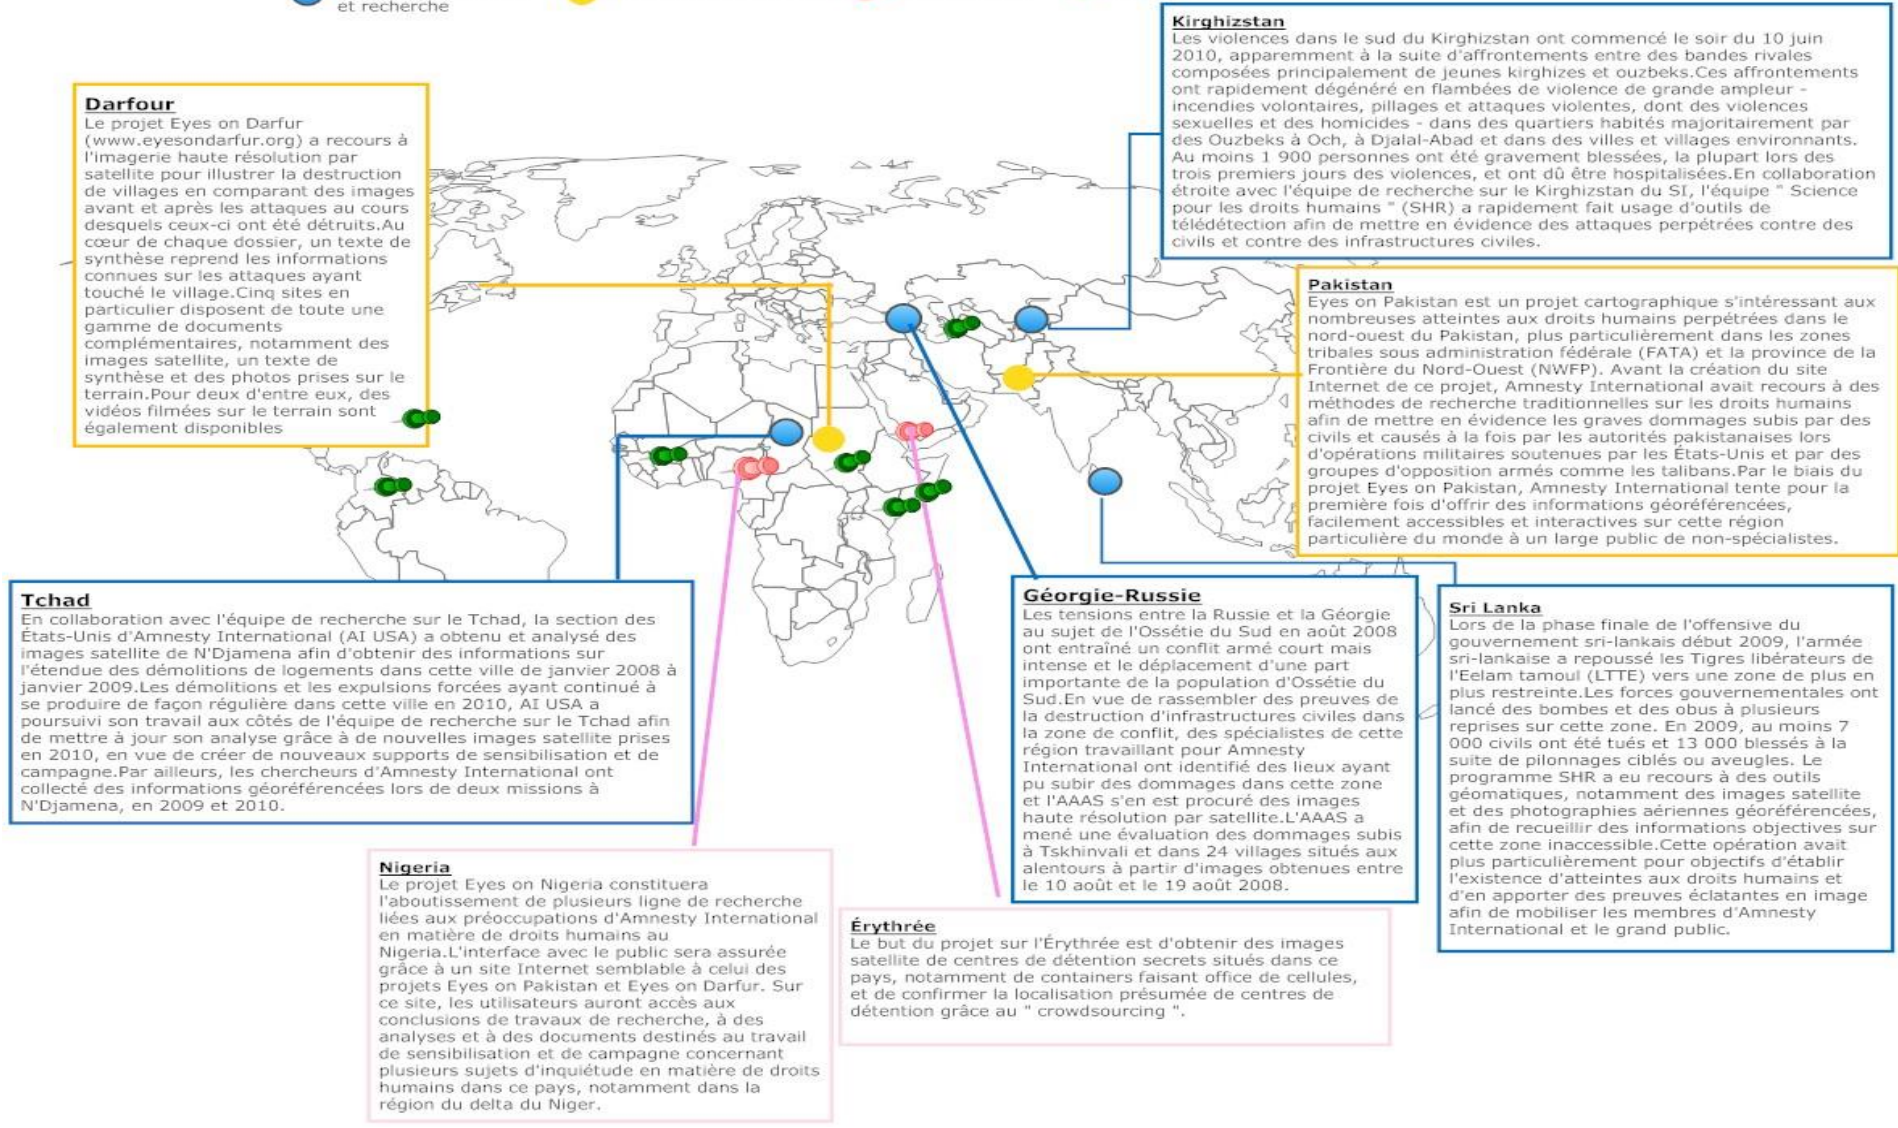 et recherche
Darfour
Le projet Eyes on Darfur
(www.eyesondarfur.org) a recours à
l'imagerie haute résolution par
satellite pour illustrer la destruction
de villages en comparant des images
avant et après les attaques au cours
desquels ceux-ci ont été détruits.Au
cœur de chaque dossier, un texte de
synthèse reprend les informations
connues sur les attaques ayant
touché le village.Cinq sites en
particulier disposent de toute une
gamme de documents
complémentaires, notamment des
images satellite, un texte de
synthèse et des photos prises sur le
terrain.Pour deux d'entre eux, des
vidéos filmées sur le terrain sont
également disponibles
Kirghizstan
Les violences dans le sud du Kirghizstan ont commencé le soir du 10 juin
2010, apparemment à la suite d'affrontements entre des bandes rivales
composées principalement de jeunes kirghizes et ouzbeks.Ces affrontements
ont rapidement dégénéré en flambées de violence de grande ampleur -
incendies volontaires, pillages et attaques violentes, dont des violences
sexuelles et des homicides - dans des quartiers habités majoritairement par
des Ouzbeks à Och, à Djalal-Abad et dans des villes et villages environnants.
Au moins 1 900 personnes ont été gravement blessées, la plupart lors des
trois premiers jours des violences, et ont dû être hospitalisées.En collaboration
étroite avec l'équipe de recherche sur le Kirghizstan du SI, l'équipe " Science
pour les droits humains " (SHR) a rapidement fait usage d'outils de
télédétection afin de mettre en évidence des attaques perpétrées contre des
civils et contre des infrastructures civiles.
Pakistan
Eyes on Pakistan est un projet cartographique s'intéressant aux
nombreuses atteintes aux droits humains perpétrées dans le
nord-ouest du Pakistan, plus particulièrement dans les zones
tribales sous administration fédérale (FATA) et la province de la
Frontière du Nord-Ouest (NWFP). Avant la création du site
Internet de ce projet, Amnesty International avait recours à des
méthodes de recherche traditionnelles sur les droits humains
afin de mettre en évidence les graves dommages subis par des
civils et causés à la fois par les autorités pakistanaises lors
d'opérations militaires soutenues par les États-Unis et par des
groupes d'opposition armés comme les talibans.Par le biais du
projet Eyes on Pakistan, Amnesty International tente pour la
première fois d'offrir des informations géoréférencées,
facilement accessibles et interactives sur cette région
particulière du monde à un large public de non-spécialistes.
Tchad
En collaboration avec l'équipe de recherche sur le Tchad, la section des
États-Unis d'Amnesty International (AI USA) a obtenu et analysé des
images satellite de N'Djamena afin d'obtenir des informations sur
l'étendue des démolitions de logements dans cette ville de janvier 2008 à
janvier 2009.Les démolitions et les expulsions forcées ayant continué à
se produire de façon régulière dans cette ville en 2010, AI USA a
poursuivi son travail aux côtés de l'équipe de recherche sur le Tchad afin
de mettre à jour son analyse grâce à de nouvelles images satellite prises
en 2010, en vue de créer de nouveaux supports de sensibilisation et de
campagne.Par ailleurs, les chercheurs d'Amnesty International ont
collecté des informations géoréférencées lors de deux missions à
N'Djamena, en 2009 et 2010.
Géorgie-Russie
Les tensions entre la Russie et la Géorgie
au sujet de l'Ossétie du Sud en août 2008
ont entraîné un conflit armé court mais
intense et le déplacement d'une part
importante de la population d'Ossétie du
Sud.En vue de rassembler des preuves de
la destruction d'infrastructures civiles dans
la zone de conflit, des spécialistes de cette
région travaillant pour Amnesty
International ont identifié des lieux ayant
pu subir des dommages dans cette zone
et l'AAAS s'en est procuré des images
haute résolution par satellite.L'AAAS a
mené une évaluation des dommages subis
à Tskhinvali et dans 24 villages situés aux
alentours à partir d'images obtenues entre
le 10 août et le 19 août 2008.
Sri Lanka
Lors de la phase finale de l'offensive du
gouvernement sri-lankais début 2009, l'armée
sri-lankaise a repoussé les Tigres libérateurs de
l'Eelam tamoul (LTTE) vers une zone de plus en
plus restreinte.Les forces gouvernementales ont
lancé des bombes et des obus à plusieurs
reprises sur cette zone. En 2009, au moins 7
000 civils ont été tués et 13 000 blessés à la
suite de pilonnages ciblés ou aveugles. Le
programme SHR a eu recours à des outils
géomatiques, notamment des images satellite
et des photographies aériennes géoréférencées,
afin de recueillir des informations objectives sur
cette zone inaccessible.Cette opération avait
plus particulièrement pour objectifs d'établir
l'existence d'atteintes aux droits humains et
d'en apporter des preuves éclatantes en image
afin de mobiliser les membres d'Amnesty
International et le grand public.
Nigeria
Le projet Eyes on Nigeria constituera
l'aboutissement de plusieurs ligne de recherche
liées aux préoccupations d'Amnesty International
en matière de droits humains au
Nigeria.L'interface avec le public sera assurée
grâce à un site Internet semblable à celui des
projets Eyes on Pakistan et Eyes on Darfur. Sur
ce site, les utilisateurs auront accès aux
conclusions de travaux de recherche, à des
analyses et à des documents destinés au travail
de sensibilisation et de campagne concernant
plusieurs sujets d'inquiétude en matière de droits
humains dans ce pays, notamment dans la
région du delta du Niger.
Érythrée
Le but du projet sur l'Érythrée est d'obtenir des images
satellite de centres de détention secrets situés dans ce
pays, notamment de containers faisant office de cellules,
et de confirmer la localisation présumée de centres de
détention grâce au " crowdsourcing ".